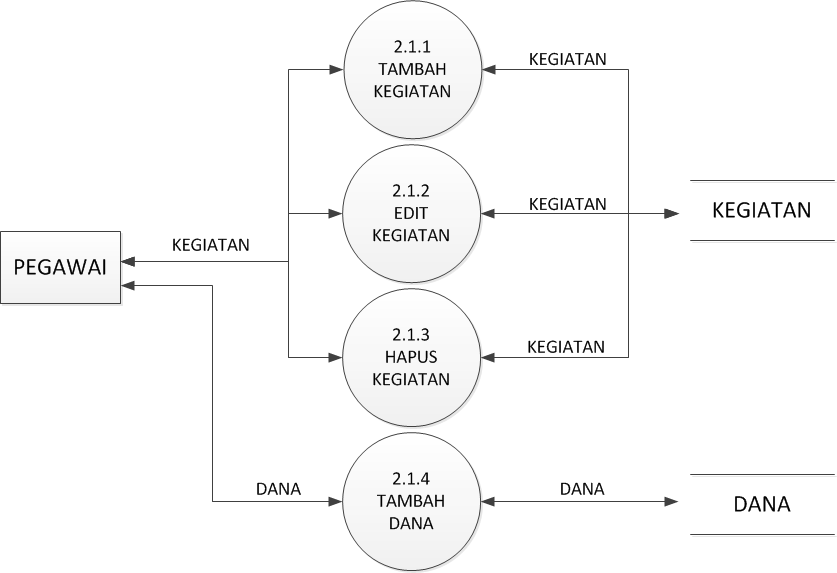 2.1.1
TAMBAH
KEGIATAN
KEGIATAN
2.1.2
EDIT
KEGIATAN
KEGIATAN
KEGIATAN
PEGAWAI
KEGIATAN
2.1.3
HAPUS
KEGIATAN
KEGIATAN
2.1.4
TAMBAH
DANA
DANA
DANA
DANA